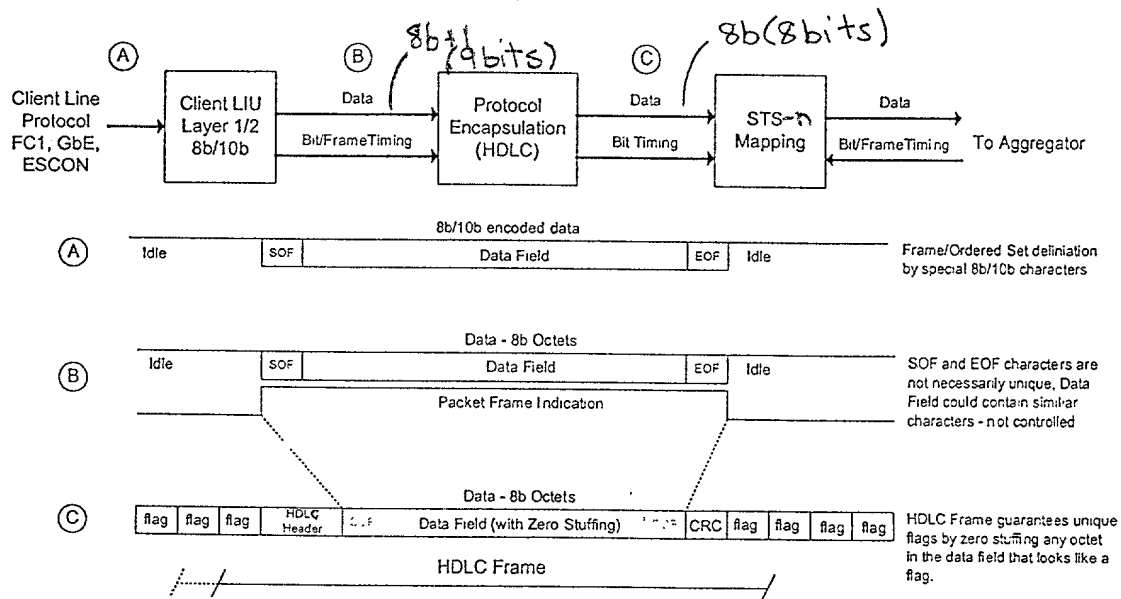 8b+1
(9bits)
8b(8bits)
A
B
C
Client Line
Protocol
FC1, GbE,
ESCON
Client LIU
Layer 1/2
8b/10b
Data
Bit/FrameTiming
Protocol
Encapsulation
(HDLC)
Data
Bit Timing
STS-n
Mapping
Data
Bit/FrameTiming
To Aggregator
8b/10b encoded data
A
Idle
SOF
Data Field
EOF
Idle
Frame/Ordered Set deliniation
by special 8b/10b characters
Data - 8b Octets
B
Idle
SOF
Data Field
EOF
Idle
Packet Frame Indication
SOF and EOF characters are
not necessarily unique, Data
Field could contain similar
characters - not controlled
Data - 8b Octets
C
flag
flag
flag
HDLC
Header
Data Field (with Zero Stuffing)
CRC
flag
flag
flag
flag
HDLC Frame guarantees unique
flags by zero stuffing any octet
in the data field that looks like a
flag.
HDLC Frame